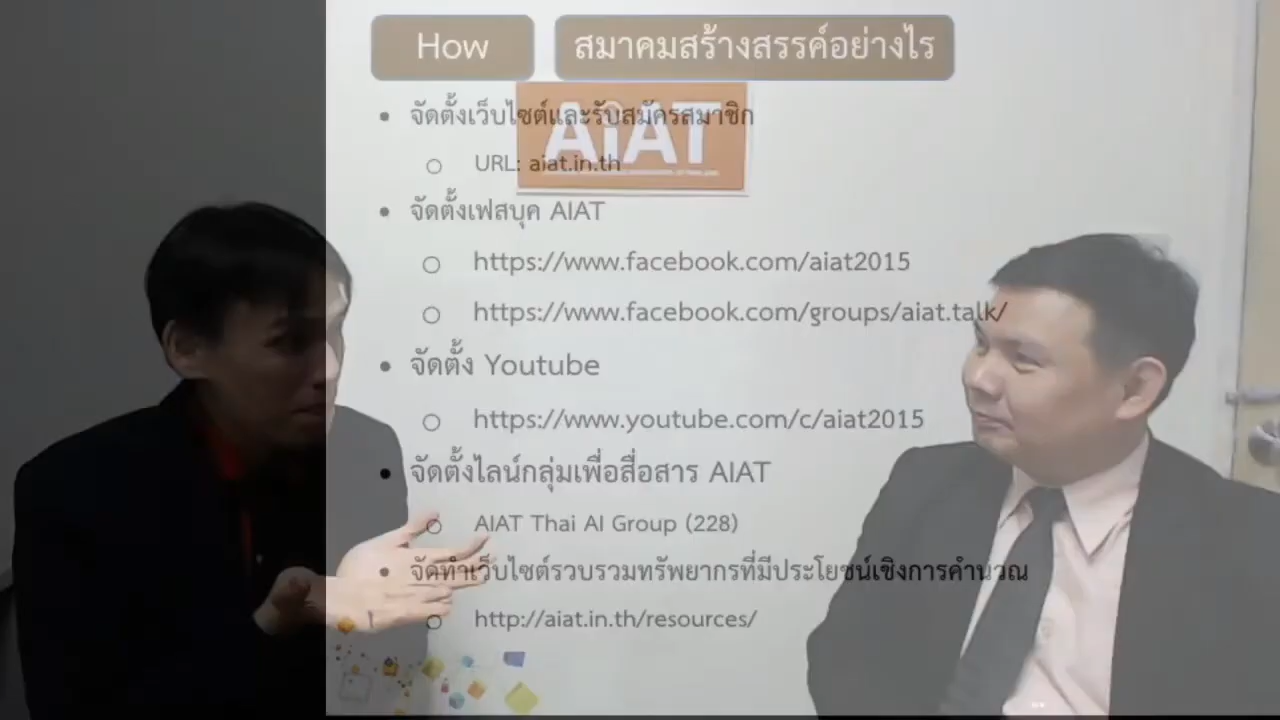 How
สมาคมสร้างสรรค์อย่างไร
จัดตั้งเว็บไซต์และรับสมัครสมาชิก
AiAT
URL: aiat.in.th
จัดตั้งเฟสบุค AIAT
https://www.facebook.com/aiat2015
https://www.facebook.com/groups/aiat.talk/
จัดตั้ง Youtube
https://www.youtube.com/c/aiat2015
จัดตั้งไลน์กลุ่มเพื่อสื่อสาร AIAT
AIAT Thai AI Group (228)
จัดทำเว็บไซต์รวบรวมทรัพยากรที่มีประโยชน์เชิงการคำนวณ
http://aiat.in.th/resources/